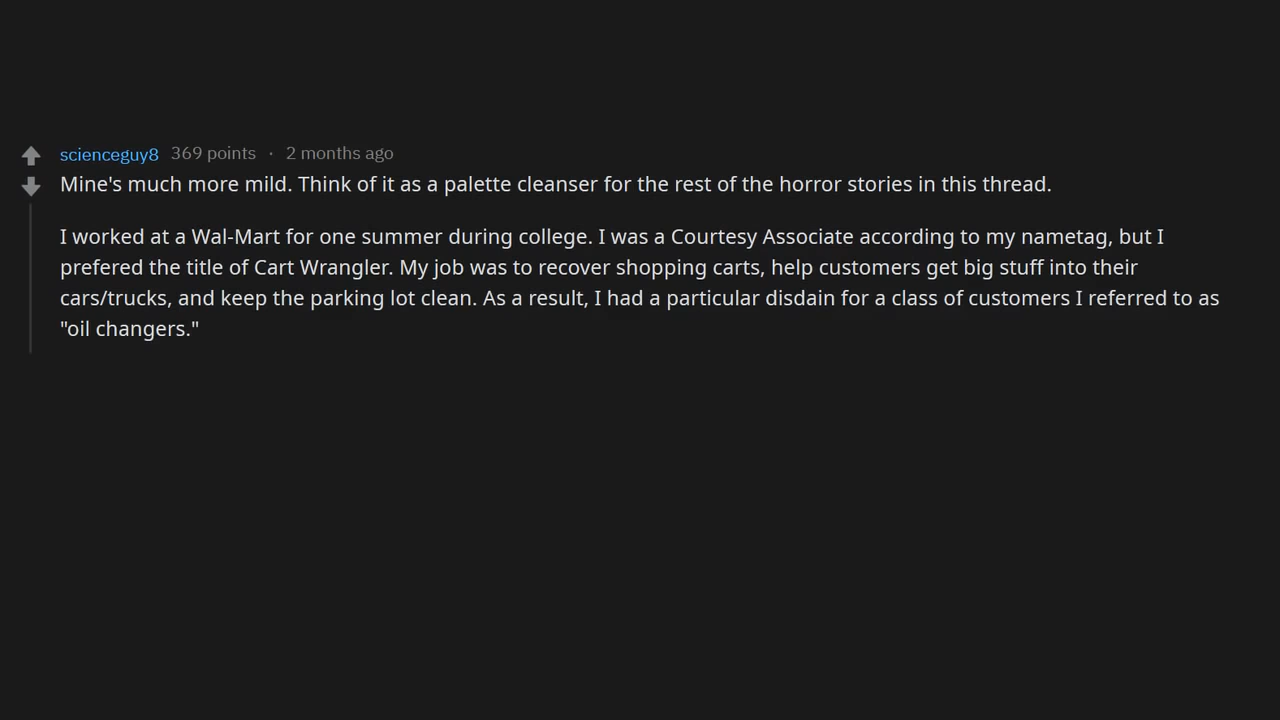 scienceguy8 369 points · 2 months ago
Mine's much more mild. Think of it as a palette cleanser for the rest of the horror stories in this thread.
I worked at a Wal-Mart for one summer during college. I was a Courtesy Associate according to my nametag, but I
prefered the title of Cart Wrangler. My job was to recover shopping carts, help customers get big stuff into their
cars/trucks, and keep the parking lot clean. As a result, I had a particular disdain for a class of customers I referred to as
"oil changers."